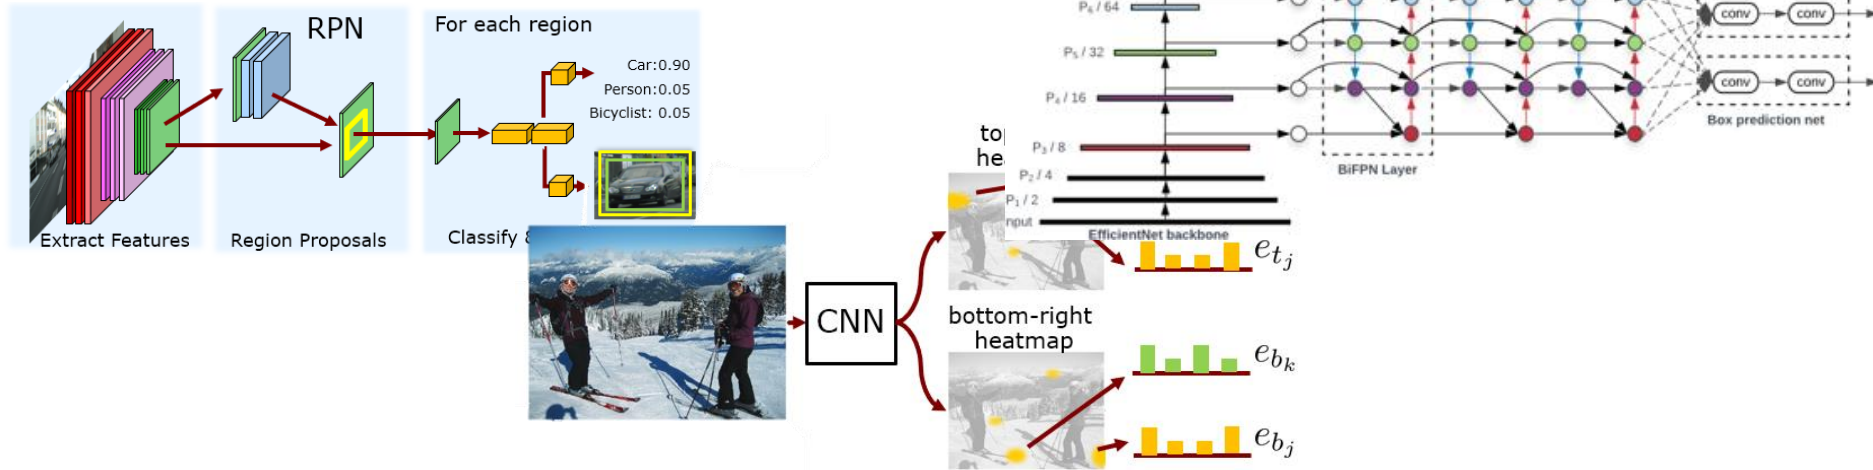 RPN
For each region
Car:0.90
Person:0.05
Bicyclist: 0.05
Extract Features
Region Proposals
Classify &
CNN
bottom-right
heatmap
e_{t_j}
e_{b_k}
e_{b_j}
P₆ / 64
P₅ / 32
P₄ / 16
P₃ / 8
P₂ / 4
P₁ / 2
EfficientNet backbone
BiFPN Layer
conv conv
conv conv
Box prediction net